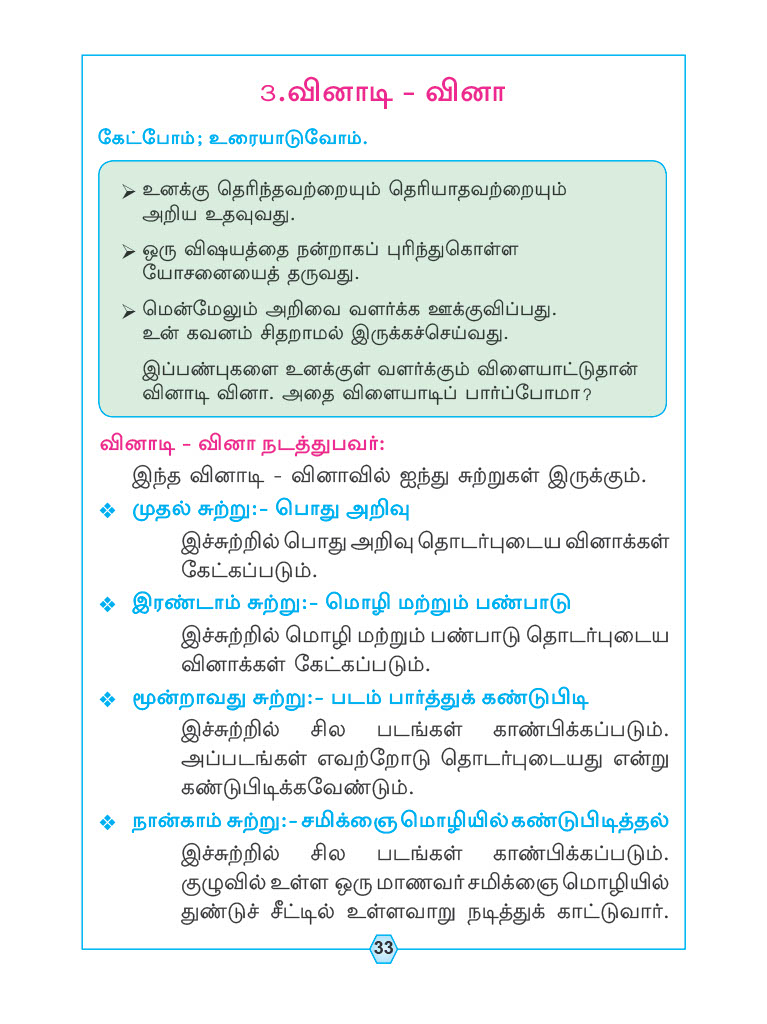 3.வினாடி - வினா
கேட்போம்; உரையாடுவோம்.
➢ உனக்கு தெரிந்தவற்றையும் தெரியாதவற்றையும்
அறிய உதவுவது.
➢ ஒரு விஷயத்தை நன்றாகப் புரிந்துகொள்ள
யோசனையைத் தருவது.
➢ மென்மேலும் அறிவை வளர்க்க ஊக்குவிப்பது.
உன் கவனம் சிதறாமல் இருக்கச்செய்வது.
இப்பண்புகளை உனக்குள் வளர்க்கும் விளையாட்டுதான்
வினாடி வினா. அதை விளையாடிப் பார்ப்போமா?
வினாடி - வினா நடத்துபவர்:
இந்த வினாடி - வினாவில் ஐந்து சுற்றுகள் இருக்கும்.
❖ முதல் சுற்று:- பொது அறிவு
இச்சுற்றில் பொது அறிவு தொடர்புடைய வினாக்கள்
கேட்கப்படும்.
❖ இரண்டாம் சுற்று:- மொழி மற்றும் பண்பாடு
இச்சுற்றில் மொழி மற்றும் பண்பாடு தொடர்புடைய
வினாக்கள் கேட்கப்படும்.
❖ மூன்றாவது சுற்று:- படம் பார்த்துக் கண்டுபிடி
இச்சுற்றில் சில படங்கள் காண்பிக்கப்படும்.
அப்படங்கள் எவற்றோடு தொடர்புடையது என்று
கண்டுபிடிக்கவேண்டும்.
❖ நான்காம் சுற்று:- சமிக்ஞை மொழியில் கண்டுபிடித்தல்
இச்சுற்றில் சில படங்கள் காண்பிக்கப்படும்.
குழுவில் உள்ள ஒரு மாணவர் சமிக்ஞை மொழியில்
துண்டுச் சீட்டில் உள்ளவாறு நடித்துக் காட்டுவார்.
33